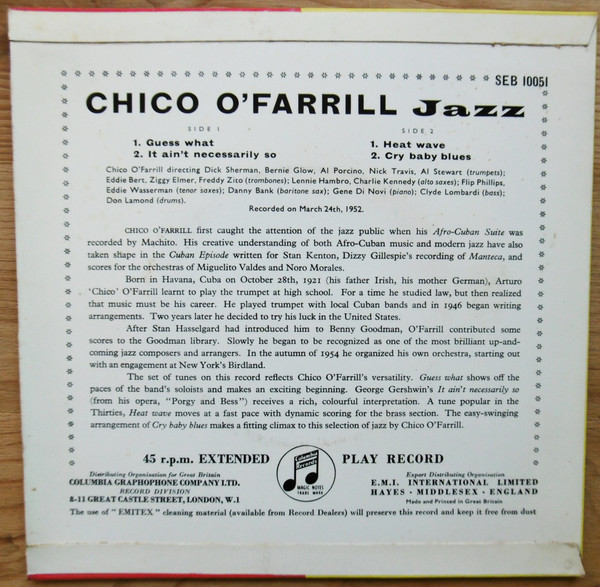 SEB 10051
CHICO O'FARRILL Jazz
SIDE 1
1. Guess what
2. It ain't necessarily so
SIDE 2
1. Heat wave
2. Cry baby blues
Chico O'Farrill directing Dick Sherman, Bernie Glow, Al Porcino, Nick Travis, Al Stewart (trumpets);
Eddie Bert, Ziggy Elmer, Freddy Zito (trombones); Lennie Hambro, Charlie Kennedy (alto saxes); Flip Phillips,
Eddie Wasserman (tenor saxes); Danny Bank (baritone sax); Gene Di Novi (piano); Clyde Lombardi (bass);
Don Lamond (drums).
Recorded on March 24th, 1952.
CHICO O'FARRILL first caught the attention of the jazz public when his Afro-Cuban Suite was
recorded by Machito. His creative understanding of both Afro-Cuban music and modern jazz have also
taken shape in the Cuban Episode written for Stan Kenton, Dizzy Gillespie's recording of Manteca, and
scores for the orchestras of Miguelito Valdes and Noro Morales.
Born in Havana, Cuba on October 28th, 1921 (his father Irish, his mother German), Arturo
'Chico' O'Farrill learnt to play the trumpet at high school. For a time he studied law, but then realized
that music must be his career. He played trumpet with local Cuban bands and in 1946 began writing
arrangements. Two years later he decided to try his luck in the United States.
After Stan Hasselgard had introduced him to Benny Goodman, O'Farrill contributed some
scores to the Goodman library. Slowly he began to be recognized as one of the most brilliant up-and-
coming jazz composers and arrangers. In the autumn of 1954 he organized his own orchestra, starting out
with an engagement at New York's Birdland.
The set of tunes on this record reflects Chico O'Farrill's versatility. Guess what shows off the
paces of the band's soloists and makes an exciting beginning. George Gershwin's It ain't necessarily so
(from his opera, "Porgy and Bess") receives a rich, colourful interpretation. A tune popular in the
Thirties, Heat wave moves at a fast pace with dynamic scoring for the brass section. The easy-swinging
arrangement of Cry baby blues makes a fitting climax to this selection of jazz by Chico O'Farrill.
45 r.p.m. EXTENDED PLAY RECORD
Columbia Records
MAGIC NOTES
TRADE MARK
Distributing Organisation for Great Britain
COLUMBIA GRAPHOPHONE COMPANY LTD.
RECORD DIVISION
8-11 GREAT CASTLE STREET, LONDON, W.1
Export Distributing Organisation
E.M.I. INTERNATIONAL LIMITED
HAYES · MIDDLESEX · ENGLAND
Made and Printed in Great Britain
The use of "EMITEX" cleaning material (available from Record Dealers) will preserve this record and keep it free from dust